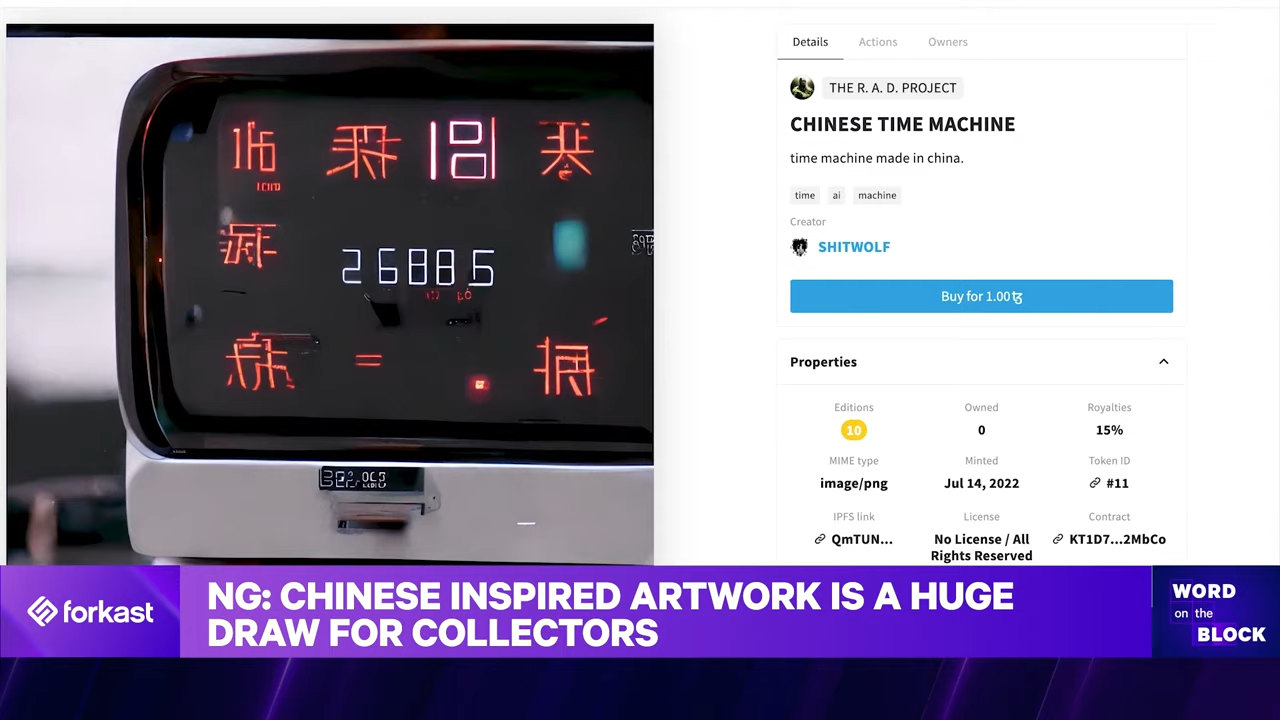 Details Actions Owners
THE R. A. D. PROJECT
CHINESE TIME MACHINE
time machine made in china.
time ai machine
Creator
SHITWOLF
Buy for 1.00ꜩ
26885
Properties
Editions Owned Royalties
10 0 15%
MIME type Minted Token ID
image/png Jul 14, 2022 #11
IPFS link License Contract
QmTUN... No License / All KT1D7...2MbCo
Rights Reserved
forkast
NG: CHINESE INSPIRED ARTWORK IS A HUGE
DRAW FOR COLLECTORS
WORD
on the
BLOCK